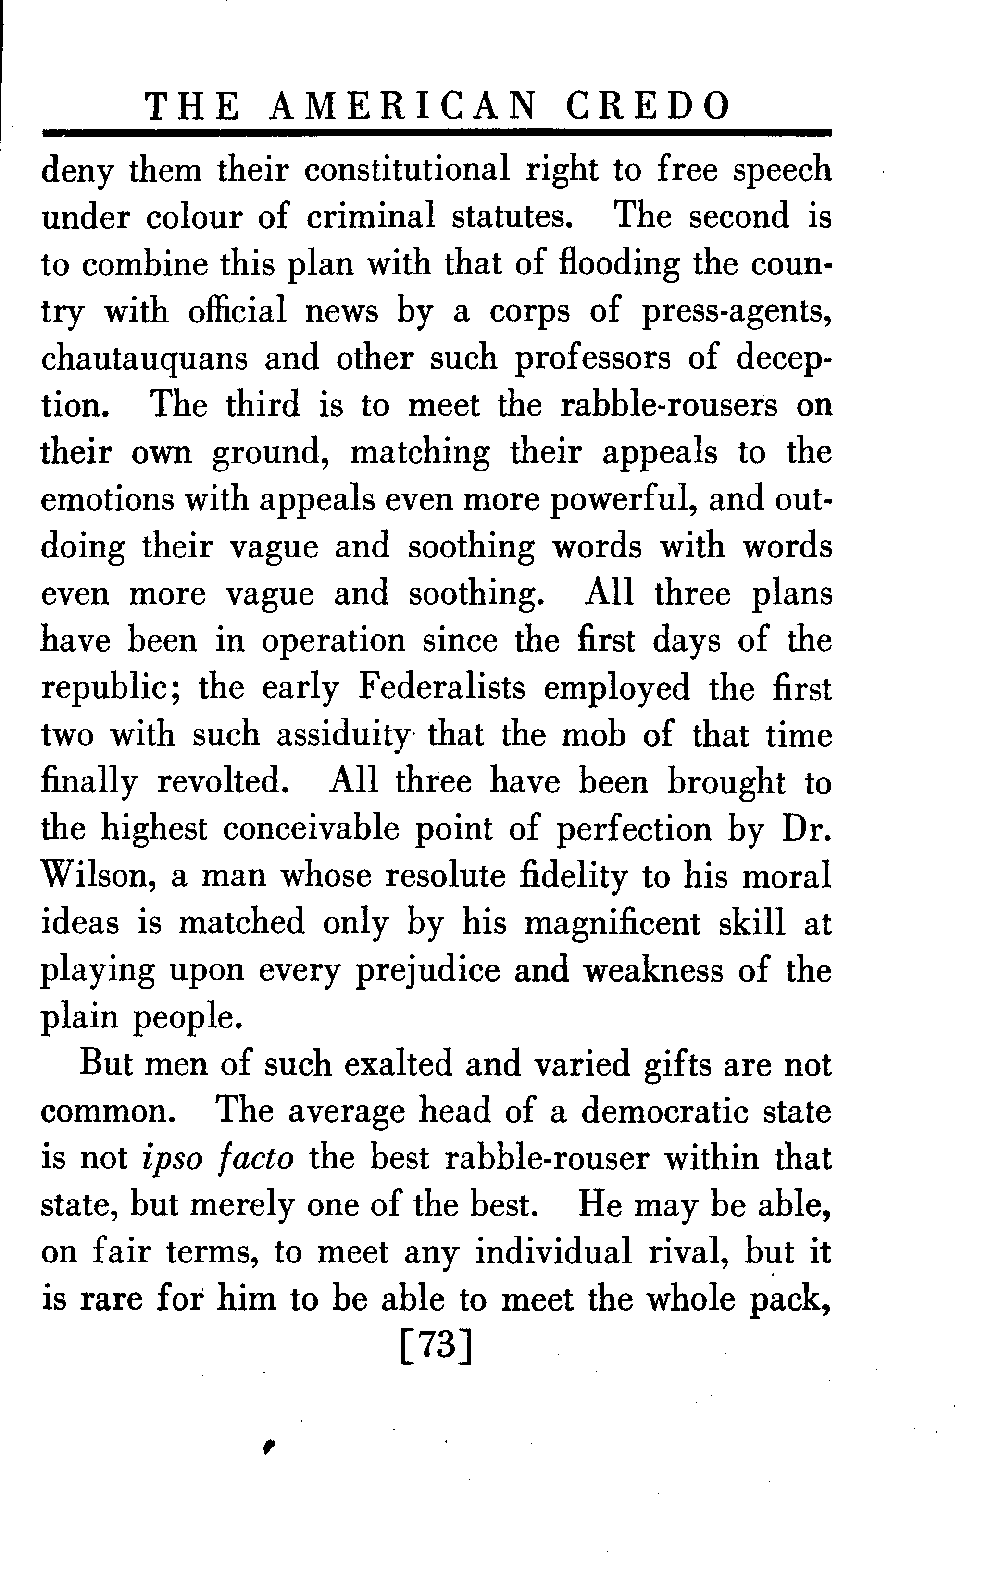 THE AMERICAN CREDO
deny them their constitutional right to free speech
under colour of criminal statutes. The second is
to combine this plan with that of flooding the coun-
try with official news by a corps of press-agents,
chautauquans and other such professors of decep-
tion. The third is to meet the rabble-rousers on
their own ground, matching their appeals to the
emotions with appeals even more powerful, and out-
doing their vague and soothing words with words
even more vague and soothing. All three plans
have been in operation since the first days of the
republic; the early Federalists employed the first
two with such assiduity that the mob of that time
finally revolted. All three have been brought to
the highest conceivable point of perfection by Dr.
Wilson, a man whose resolute fidelity to his moral
ideas is matched only by his magnificent skill at
playing upon every prejudice and weakness of the
plain people.
But men of such exalted and varied gifts are not
common. The average head of a democratic state
is not ipso facto the best rabble-rouser within that
state, but merely one of the best. He may be able,
on fair terms, to meet any individual rival, but it
is rare for him to be able to meet the whole pack,
[73]